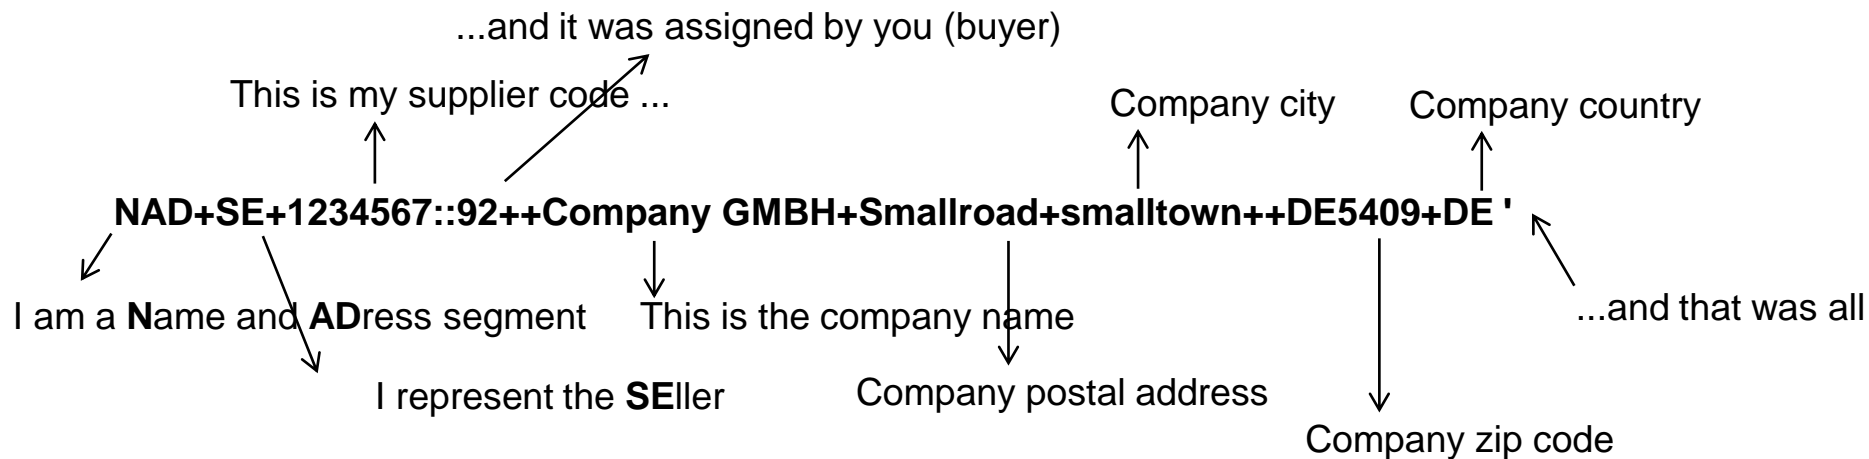 ...and it was assigned by you (buyer)
This is my supplier code ...
Company city
Company country
NAD+SE+1234567::92++Company GMBH+Smallroad+smalltown++DE5409+DE '
I am a Name and ADress segment
This is the company name
...and that was all
I represent the SEller
Company postal address
Company zip code